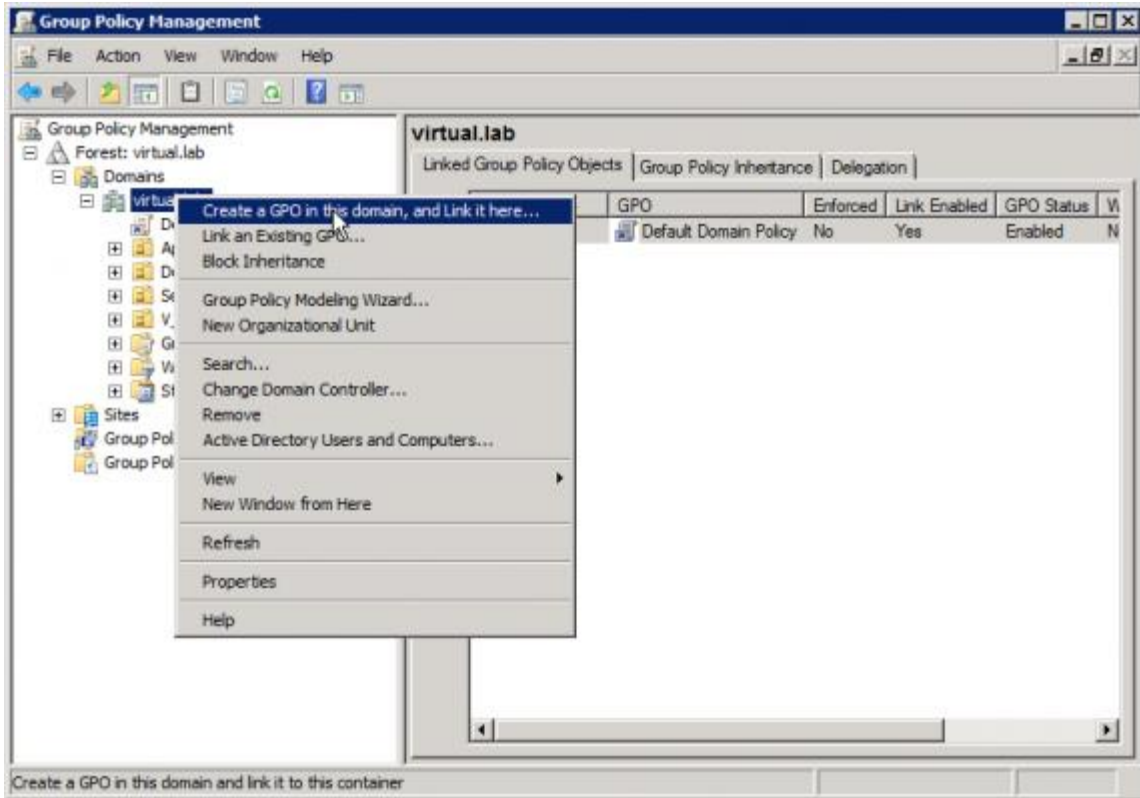 Group Policy Management
File Action View Window Help
Group Policy Management
Forest: virtual.lab
Domains
Sites
Group Pol
Group Pol
Create a GPO in this domain, and Link it here...
Link an Existing GPO...
Block Inheritance
Group Policy Modeling Wizard...
New Organizational Unit
Search...
Change Domain Controller...
Remove
Active Directory Users and Computers...
View
New Window from Here
Refresh
Properties
Help
virtual.lab
Linked Group Policy Objects Group Policy Inheritance Delegation
GPO Enforced Link Enabled GPO Status W
Default Domain Policy No Yes Enabled N
Create a GPO in this domain and link it to this container